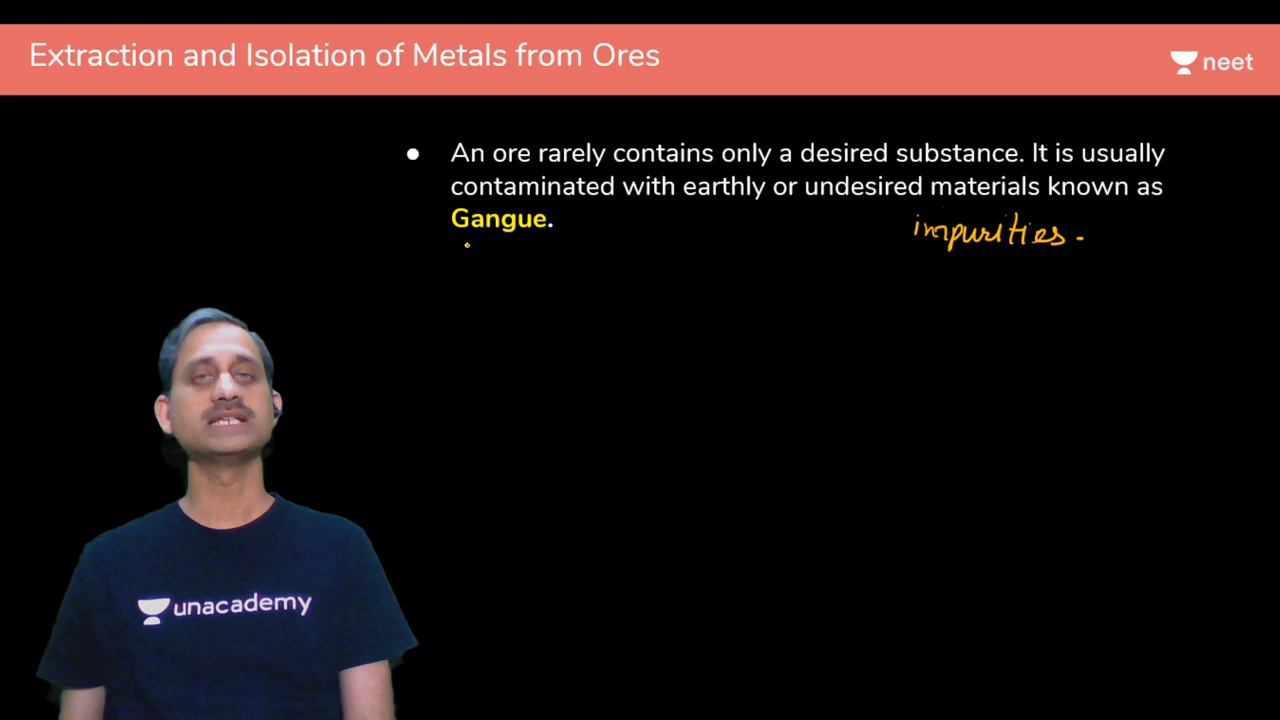 Extraction and Isolation of Metals from Ores
neet
● An ore rarely contains only a desired substance. It is usually
contaminated with earthly or undesired materials known as
Gangue.
impurities.
unacademy